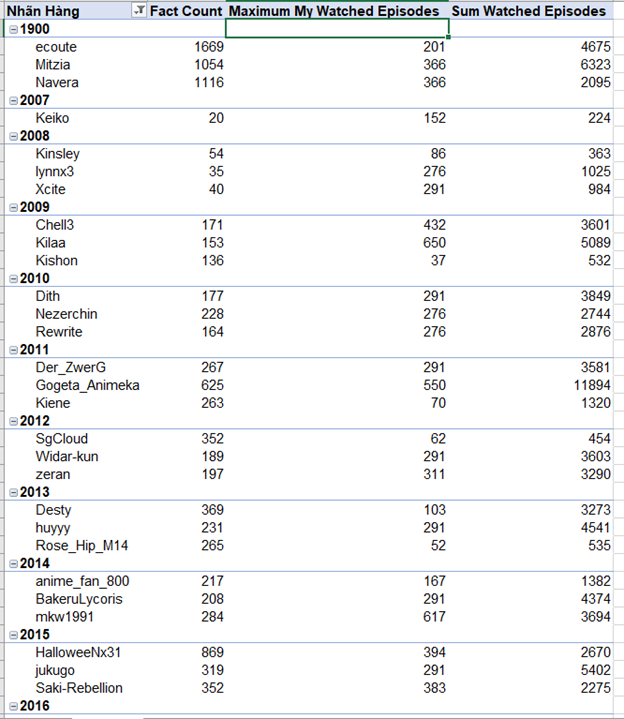 Nhãn Hàng Fact Count Maximum My Watched Episodes Sum Watched Episodes
1900
ecoute 1669 201 4675
Mitzia 1054 366 6323
Navera 1116 366 2095
2007
Keiko 20 152 224
2008
Kinsley 54 86 363
lynnx3 35 276 1025
Xcite 40 291 984
2009
Chell3 171 432 3601
Kilaa 153 650 5089
Kishon 136 37 532
2010
Dith 177 291 3849
Nezerchin 228 276 2744
Rewrite 164 276 2876
2011
Der_ZwerG 267 291 3581
Gogeta_Animeka 625 550 11894
Kiene 263 70 1320
2012
SgCloud 352 62 454
Widar-kun 189 291 3603
zeran 197 311 3290
2013
Desty 369 103 3273
huyyy 231 291 4541
Rose_Hip_M14 265 52 535
2014
anime_fan_800 217 167 1382
BakeruLycoris 208 291 4374
mkw1991 284 617 3694
2015
HalloweeNx31 869 394 2670
jukugo 319 291 5402
Saki-Rebellion 352 383 2275
2016